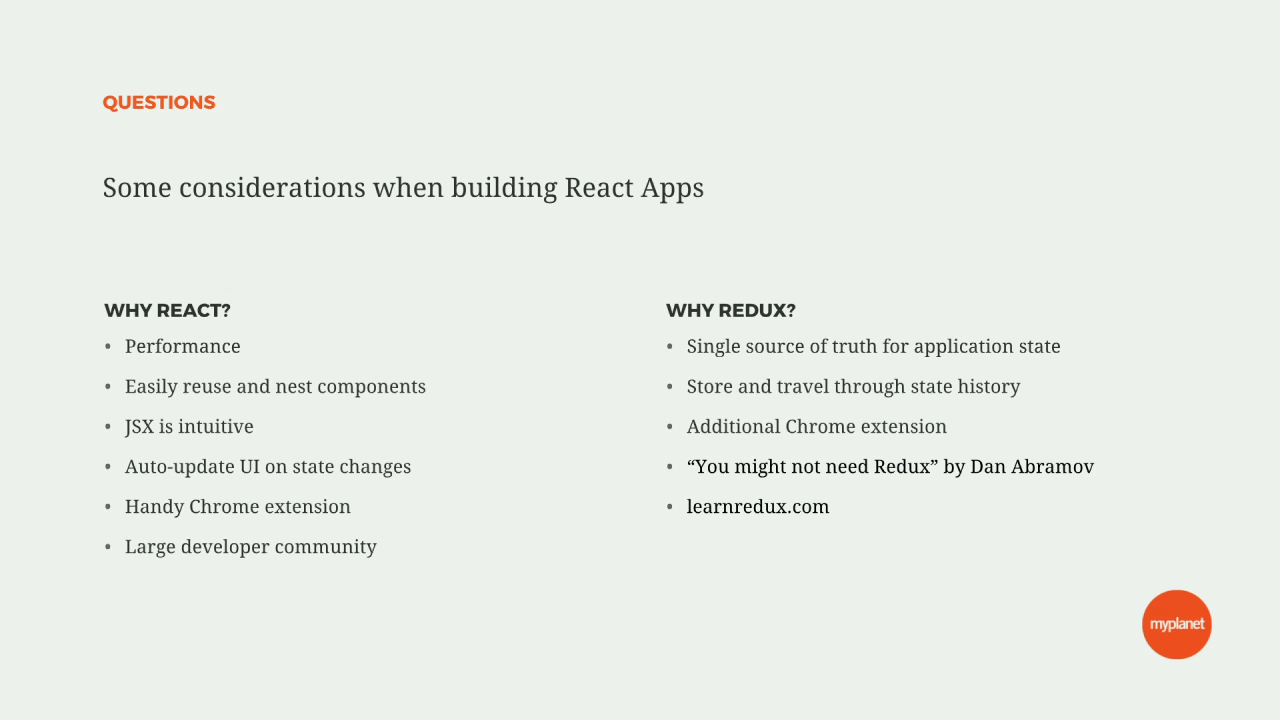 QUESTIONS
Some considerations when building React Apps
WHY REACT?
• Performance
• Easily reuse and nest components
• JSX is intuitive
• Auto-update UI on state changes
• Handy Chrome extension
• Large developer community
WHY REDUX?
• Single source of truth for application state
• Store and travel through state history
• Additional Chrome extension
• “You might not need Redux” by Dan Abramov
• learnredux.com
myplanet